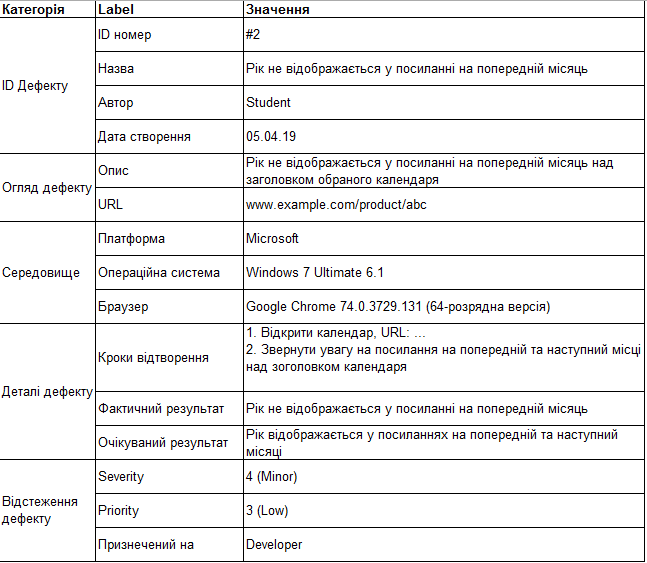 Категорія Label Значення
ID Дефекту
ID номер #2
Назва Рік не відображається у посиланні на попередній місяць
Автор Student
Дата створення 05.04.19
Огляд дефекту
Опис Рік не відображається у посиланні на попередній місяць над
заголовком обраного календаря
URL www.example.com/product/abc
Середовище
Платформа Microsoft
Операційна система Windows 7 Ultimate 6.1
Браузер Google Chrome 74.0.3729.131 (64-розрядна версія)
Деталі дефекту
Кроки відтворення
1. Відкрити календар, URL: ...
2. Звернути увагу на посилання на попередній та наступний місці
над зоголовком календаря
Фактичний результат Рік не відображається у посиланні на попередній місяць
Очікуваний результат Рік відображається у посиланнях на попередній та наступний
місяці
Відстеження
дефекту
Severity 4 (Minor)
Priority 3 (Low)
Призначений на Developer